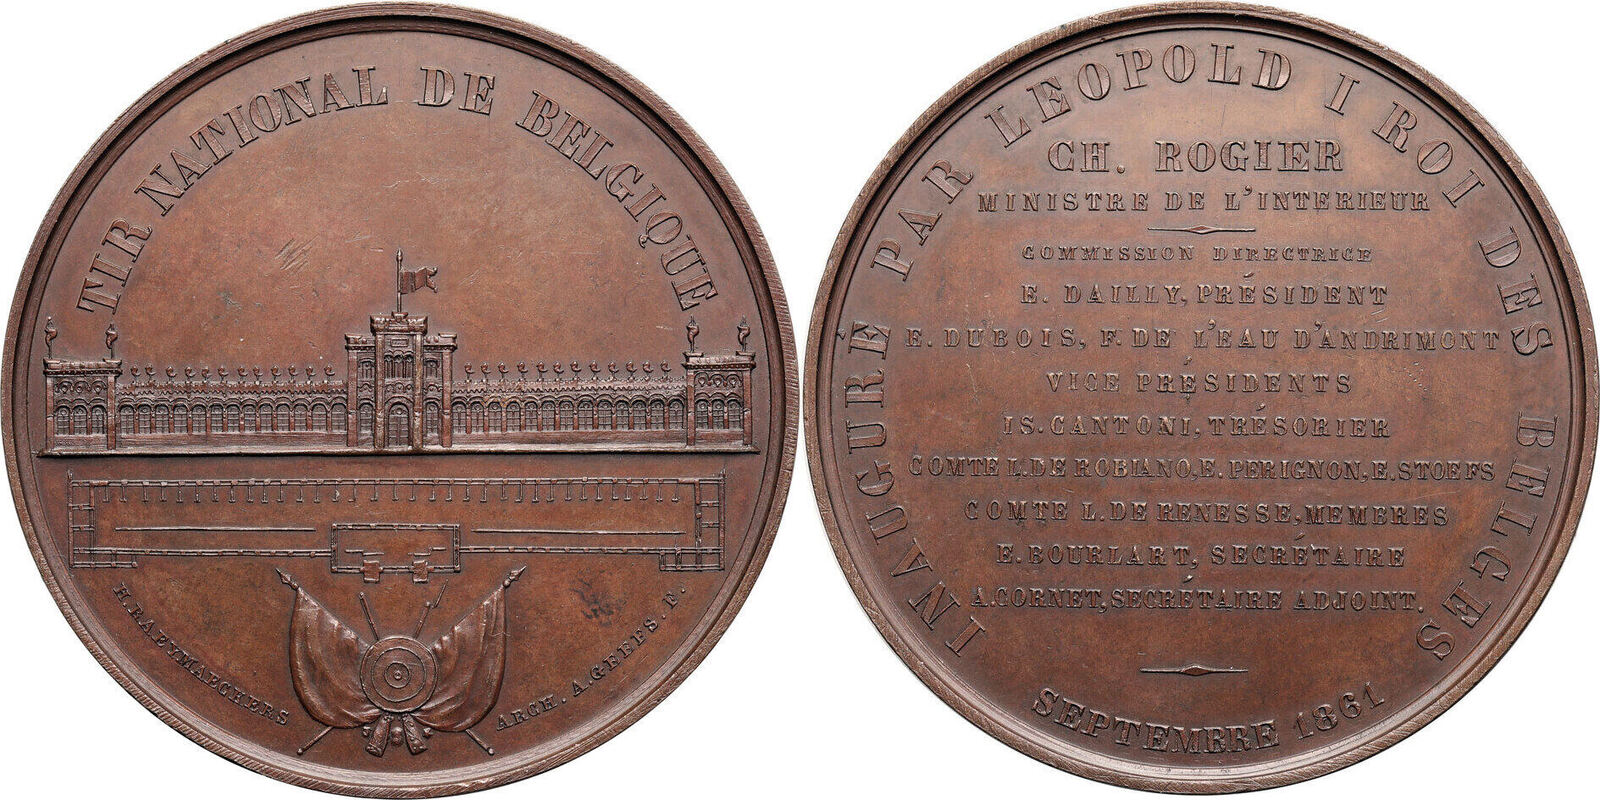 TIR NATIONAL DE BELGIQUE
H. RAEYMAECHERS
ARCH. A. GEEFS. F.
INAUGURÉ PAR LEOPOLD I ROI DES BELGES
CH. ROGIER
MINISTRE DE L'INTERIEUR
COMMISSION DIRECTRICE
E. DAILLY, PRÉSIDENT
E. DUBOIS, F. DE L'EAU D'ANDRIMONT
VICE PRÉSIDENTS
IS. CANTONI, TRÉSORIER
COMTE L. DE ROBIANO, E. PERIGNON, E. STOEFS
COMTE L. DE RENESSE, MEMBRES
E. BOURLART, SECRÉTAIRE
A. CORNET, SECRÉTAIRE ADJOINT.
SEPTEMBRE 1861